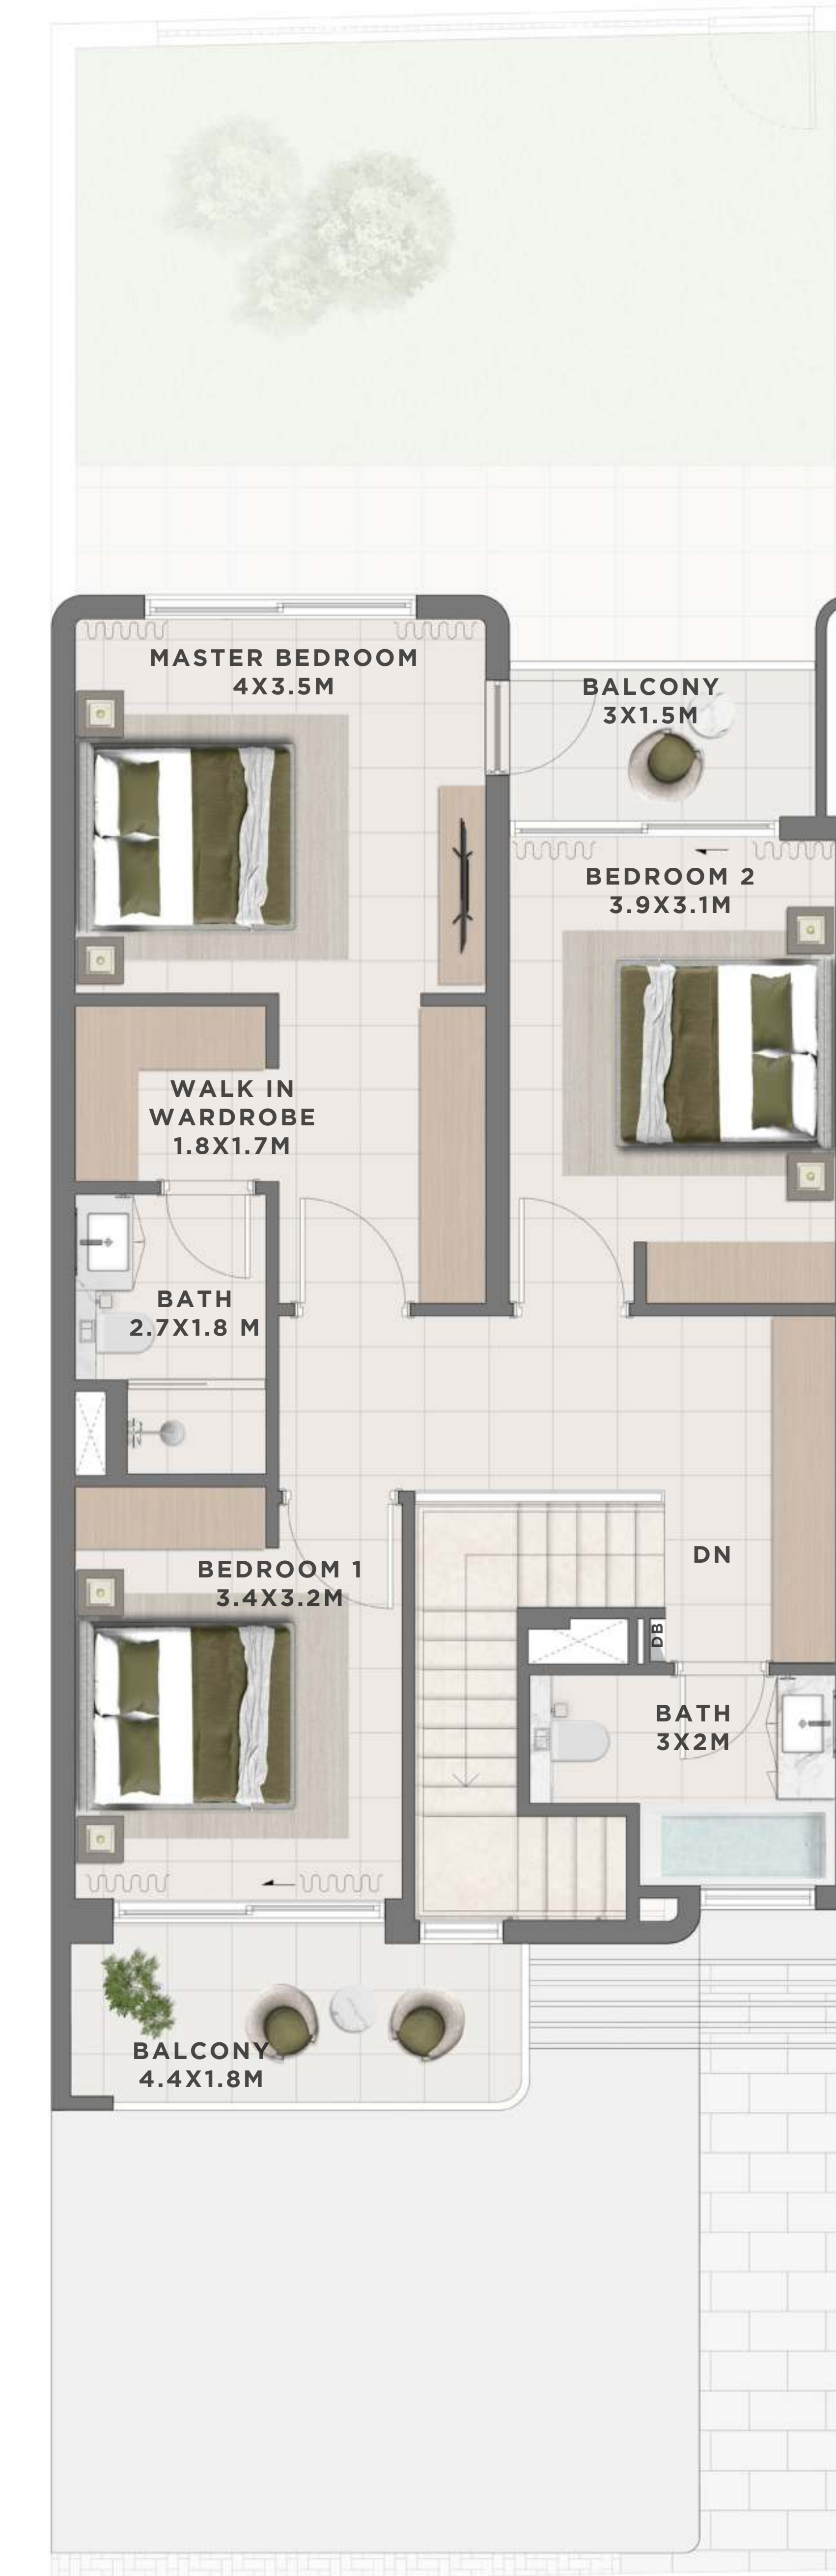 MASTER BEDROOM
4X3.5M
BALCONY
3X1.5M
BEDROOM 2
3.9X3.1M
WALK IN
WARDROBE
1.8X1.7M
BATH
2.7X1.8 M
BEDROOM 1
3.4X3.2M
DN
DB
BATH
3X2M
BALCONY
4.4X1.8M